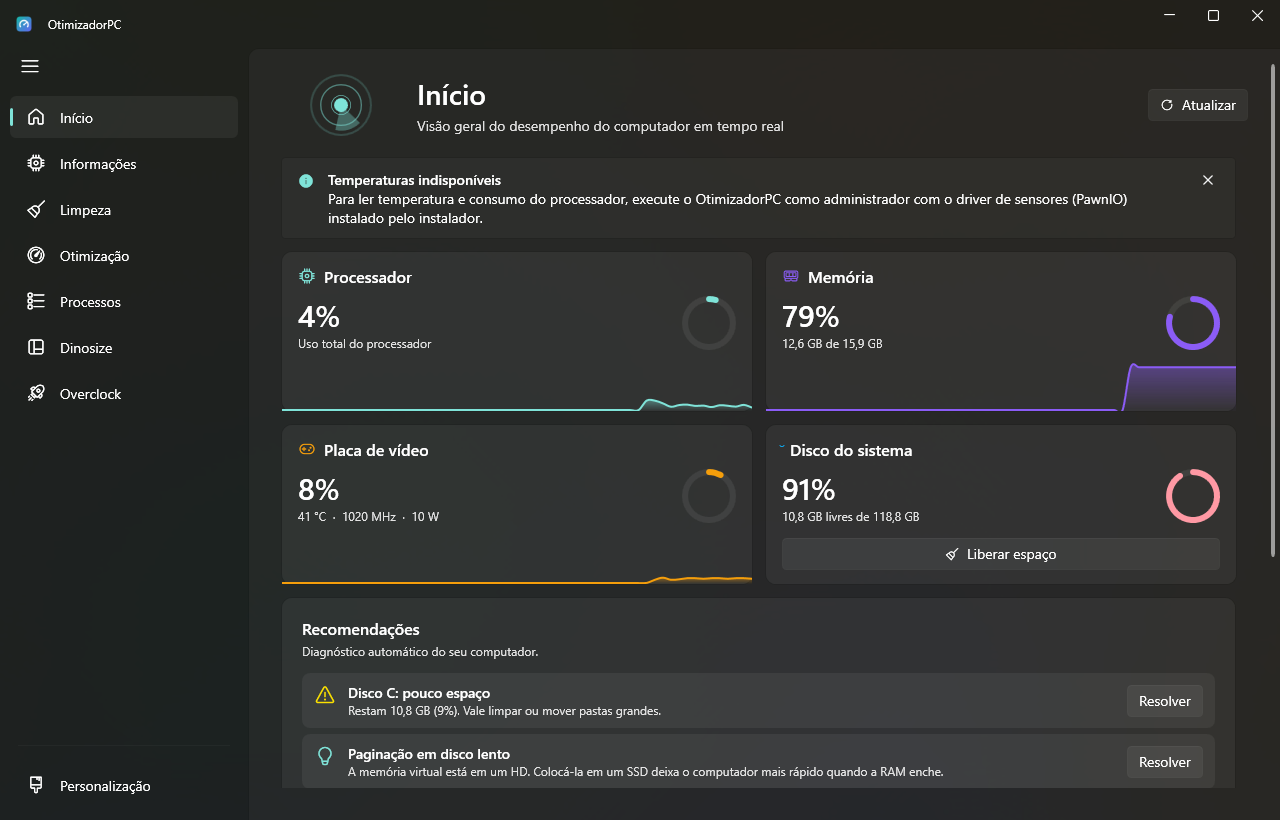 OtimizadorPC
Início
Informações
Limpeza
Otimização
Processos
Dinosize
Overclock
Personalização
Início
Visão geral do desempenho do computador em tempo real
Atualizar
Temperaturas indisponíveis
Para ler temperatura e consumo do processador, execute o OtimizadorPC como administrador com o driver de sensores (PawnIO)
instalado pelo instalador.
Processador
4%
Uso total do processador
Memória
79%
12,6 GB de 15,9 GB
Placa de vídeo
8%
41 °C · 1020 MHz · 10 W
Disco do sistema
91%
10,8 GB livres de 118,8 GB
Liberar espaço
Recomendações
Diagnóstico automático do seu computador.
Disco C: pouco espaço
Restam 10,8 GB (9%). Vale limpar ou mover pastas grandes.
Resolver
Paginação em disco lento
A memória virtual está em um HD. Colocá-la em um SSD deixa o computador mais rápido quando a RAM enche.
Resolver